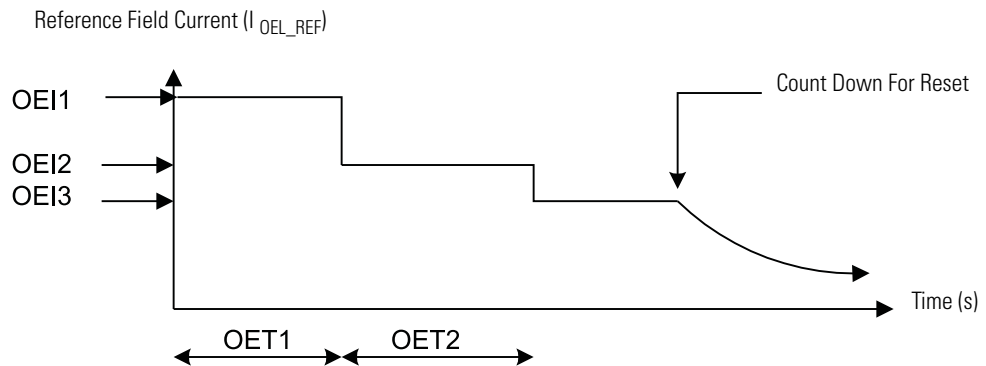 Reference Field Current (I OEL_REF)
Count Down For Reset
OEI1
OEI2
OEI3
Time (s)
OET1
OET2